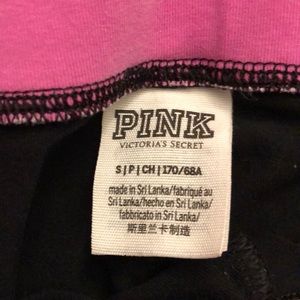 PINK
VICTORIA'S SECRET
S | P | CH | 170/68A
made in Sri Lanka/fabriqué au
Sri Lanka/hecho en Sri Lanka/
fabbricato in Sri Lanka/
斯里兰卡制造